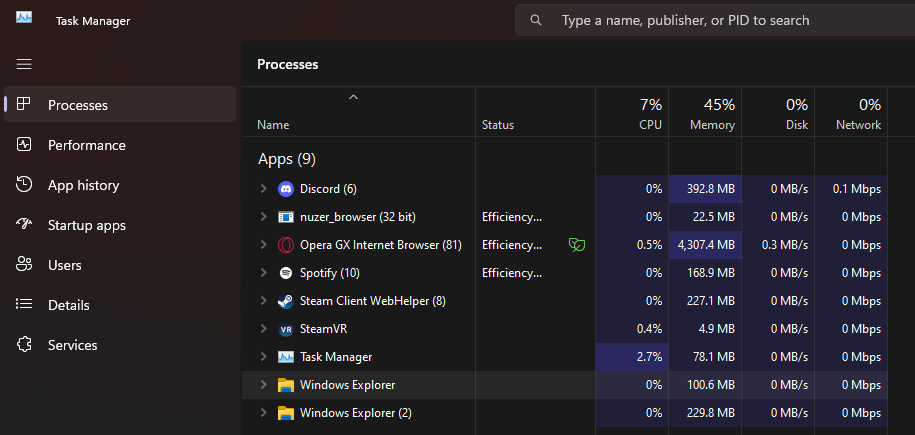 Task Manager
Type a name, publisher, or PID to search
Processes
Performance
App history
Startup apps
Users
Details
Services
Processes
7% 45% 0% 0%
Name Status CPU Memory Disk Network
Apps (9)
Discord (6) 0% 392.8 MB 0 MB/s 0.1 Mbps
nuzer_browser (32 bit) Efficiency... 0% 22.5 MB 0 MB/s 0 Mbps
Opera GX Internet Browser (81) Efficiency... 0.5% 4,307.4 MB 0.3 MB/s 0 Mbps
Spotify (10) Efficiency... 0% 168.9 MB 0 MB/s 0 Mbps
Steam Client WebHelper (8) 0% 227.1 MB 0 MB/s 0 Mbps
VR SteamVR 0.4% 4.9 MB 0 MB/s 0 Mbps
Task Manager 2.7% 78.1 MB 0 MB/s 0 Mbps
Windows Explorer 0% 100.6 MB 0 MB/s 0 Mbps
Windows Explorer (2) 0% 229.8 MB 0 MB/s 0 Mbps